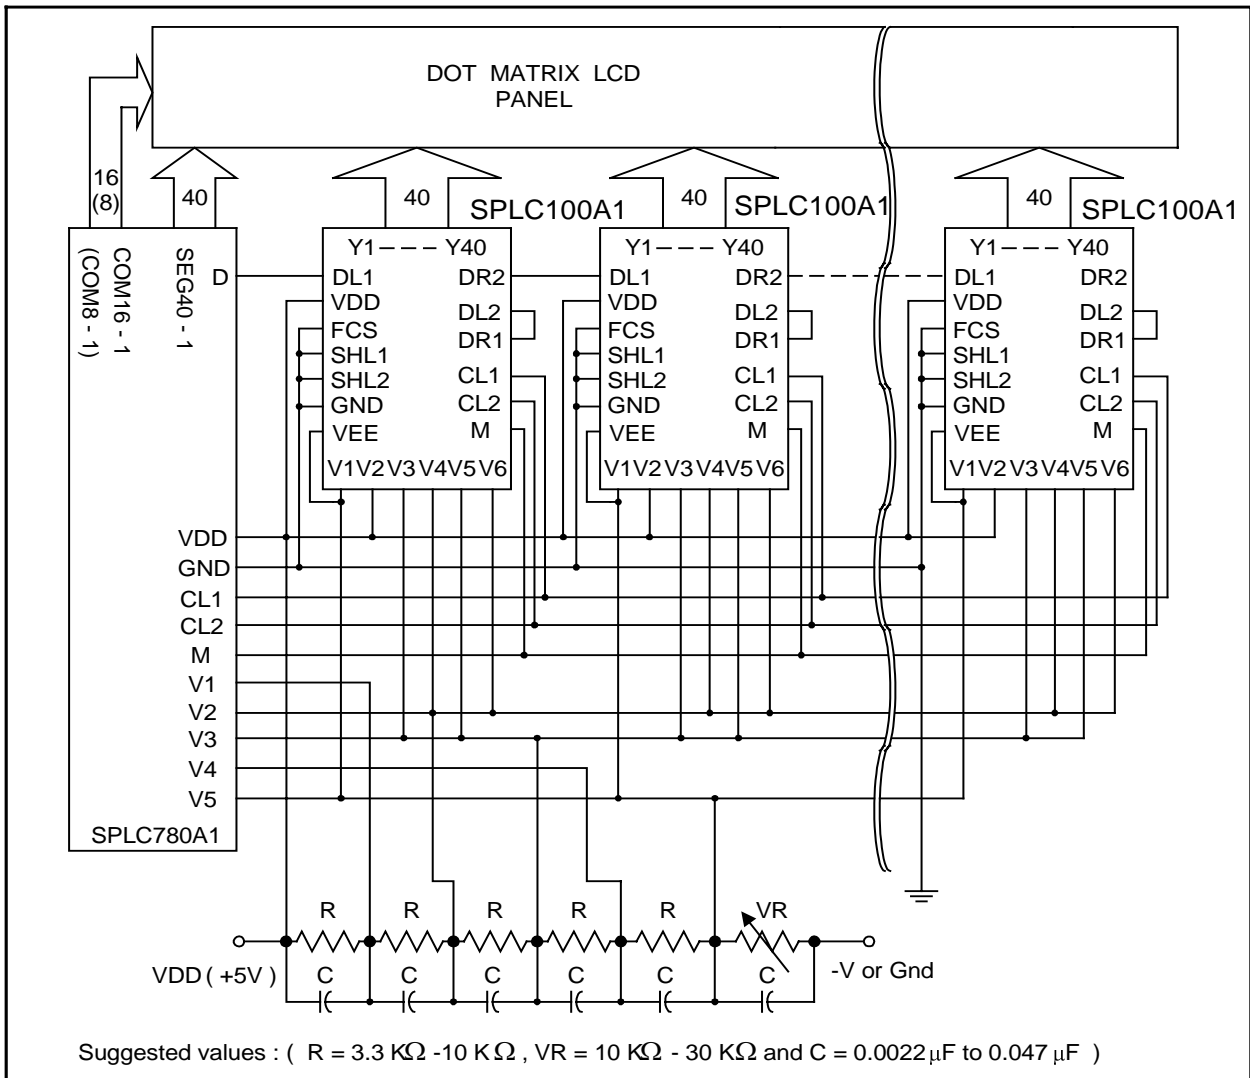 DOT MATRIX LCD
PANEL
16
(8)
40
40
40
40
SPLC100A1
SPLC100A1
SPLC100A1
(COM8 - 1)
COM16 - 1
SEG40 - 1
D
VDD
GND
CL1
CL2
M
V1
V2
V3
V4
V5
SPLC780A1
Y1 --- Y40
DL1
VDD
FCS
SHL1
SHL2
GND
VEE
DR2
DL2
DR1
CL1
CL2
M
V1 V2 V3 V4 V5 V6
Y1 --- Y40
DL1
VDD
FCS
SHL1
SHL2
GND
VEE
DR2
DL2
DR1
CL1
CL2
M
V1 V2 V3 V4 V5 V6
Y1 --- Y40
DL1
VDD
FCS
SHL1
SHL2
GND
VEE
DR2
DL2
DR1
CL1
CL2
M
V1 V2 V3 V4 V5 V6
R R R R R VR
VDD ( +5V )
C C C C C C
-V or Gnd
Suggested values : ( R = 3.3 KΩ -10 K Ω , VR = 10 KΩ - 30 KΩ and C = 0.0022 μF to 0.047 μF )